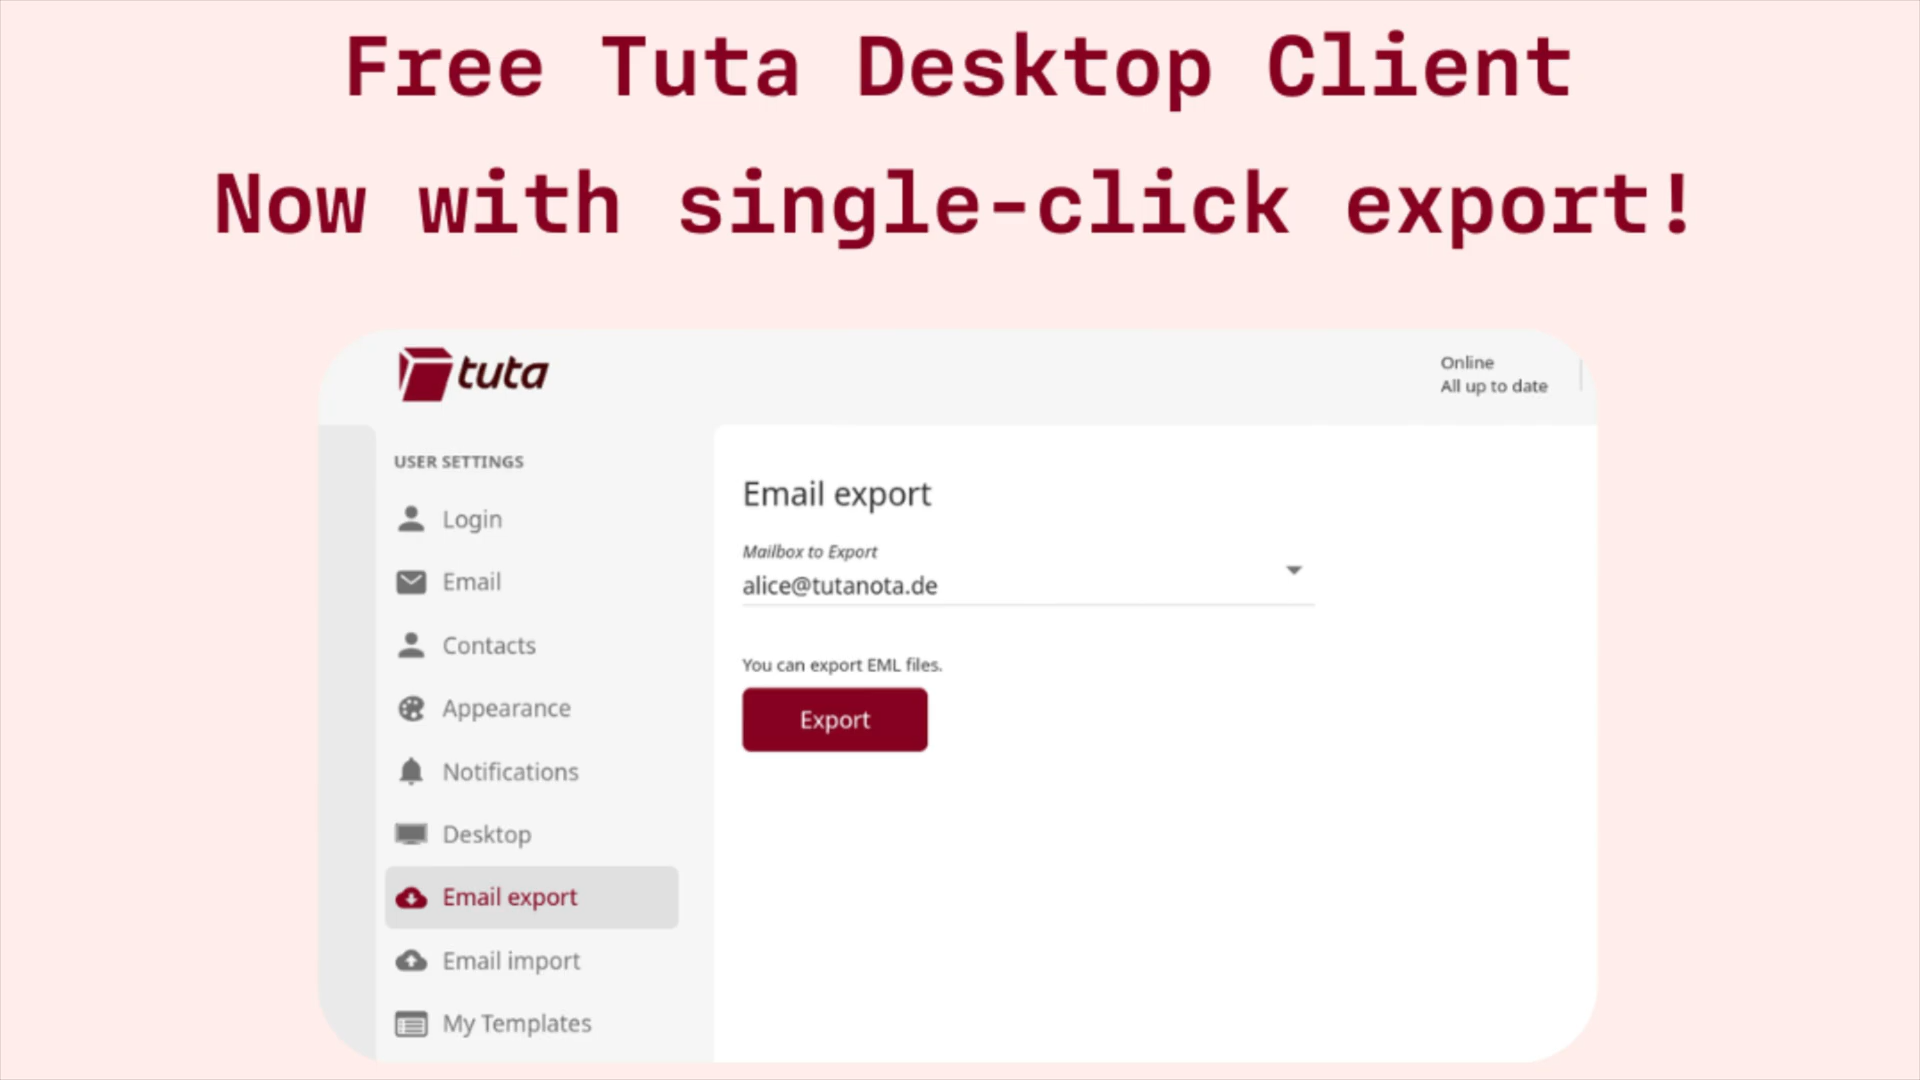 Free Tuta Desktop Client
Now with single-click export!
tuta
Online
All up to date
USER SETTINGS
Login
Email
Contacts
Appearance
Notifications
Desktop
Email export
Email import
My Templates
Email export
Mailbox to Export
alice@tutanota.de
You can export EML files.
Export